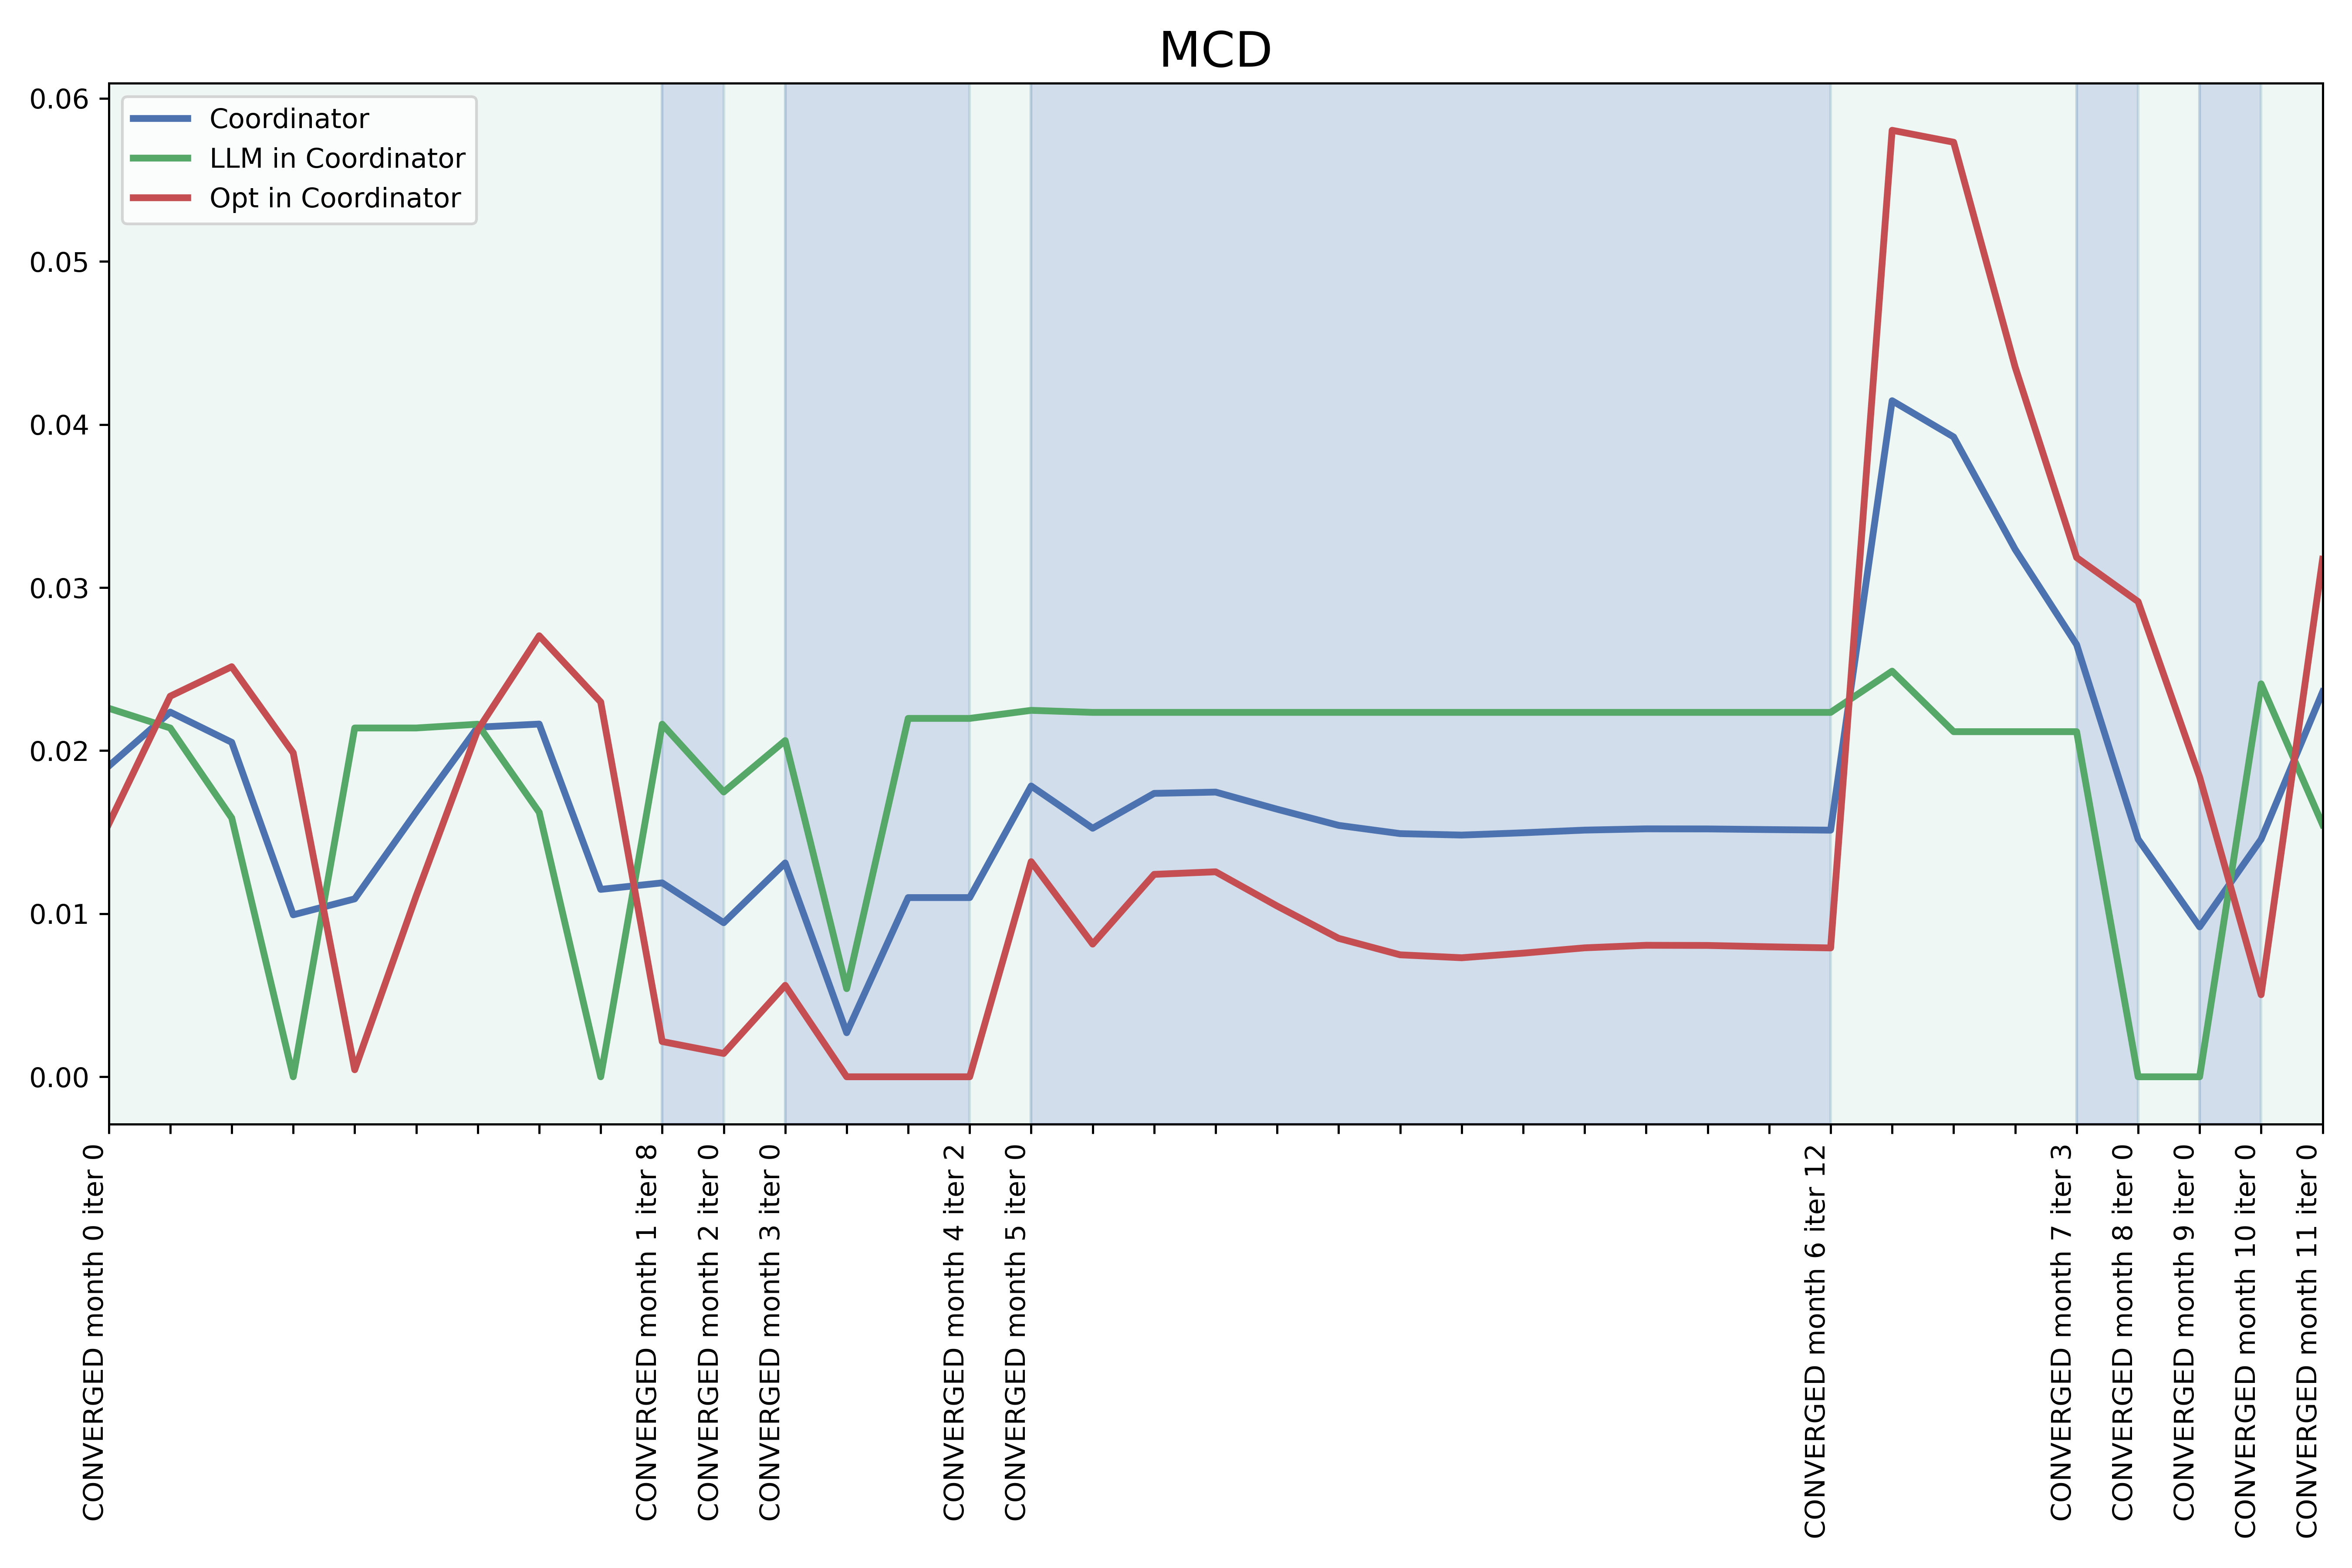 MCD
0.06
0.05
0.04
0.03
0.02
0.01
0.00
Coordinator
LLM in Coordinator
Opt in Coordinator
CONVERGED month 0 iter 0
CONVERGED month 1 iter 8
CONVERGED month 2 iter 0
CONVERGED month 3 iter 0
CONVERGED month 4 iter 2
CONVERGED month 5 iter 0
CONVERGED month 6 iter 12
CONVERGED month 7 iter 3
CONVERGED month 8 iter 0
CONVERGED month 9 iter 0
CONVERGED month 10 iter 0
CONVERGED month 11 iter 0